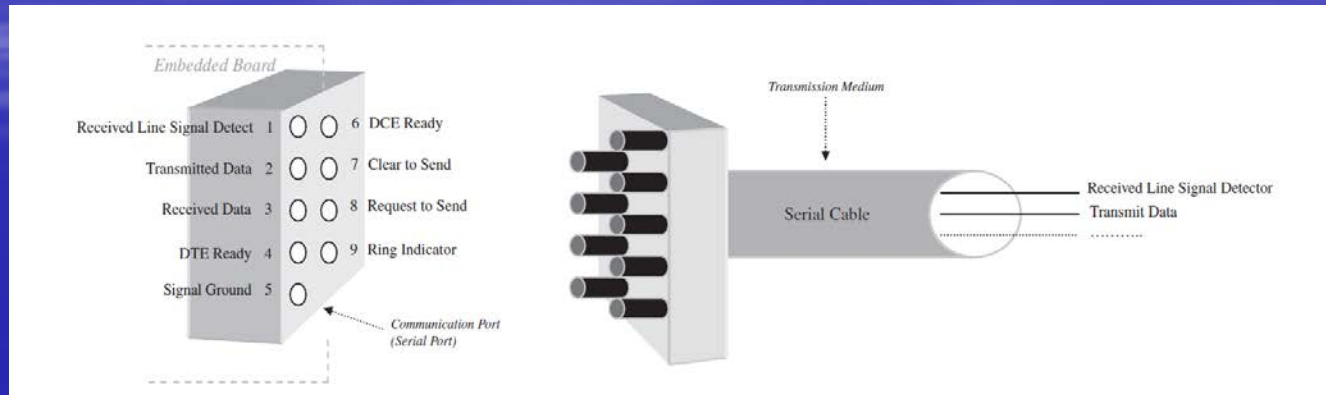 Embedded Board
Received Line Signal Detect 1
Transmitted Data 2
Received Data 3
DTE Ready 4
Signal Ground 5
6 DCE Ready
7 Clear to Send
8 Request to Send
9 Ring Indicator
Communication Port
(Serial Port)
Transmission Medium
Serial Cable
Received Line Signal Detector
Transmit Data